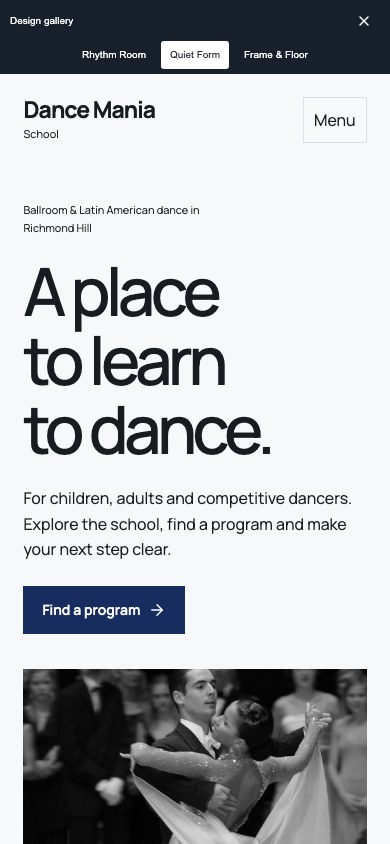 Design gallery
Rhythm Room
Quiet Form
Frame & Floor
Dance Mania
School
Menu
Ballroom & Latin American dance in
Richmond Hill
A place
to learn
to dance.
For children, adults and competitive dancers.
Explore the school, find a program and make
your next step clear.
Find a program